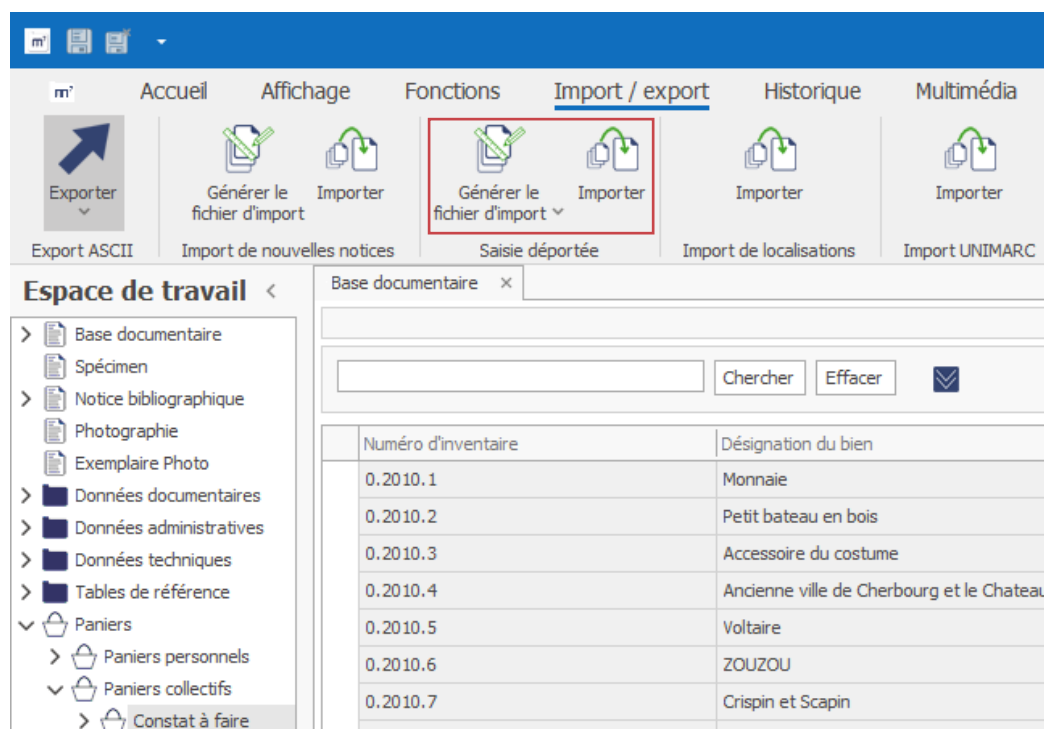 m²
m² Accueil Affichage Fonctions Import / export Historique Multimédia
Exporter
Générer le
fichier d'import
Importer
Générer le
fichier d'import
Importer
Importer
Importer
Export ASCII Import de nouvelles notices Saisie déportée Import de localisations Import UNIMARC
Espace de travail
Base documentaire
Spécimen
Notice bibliographique
Photographie
Exemplaire Photo
Données documentaires
Données administratives
Données techniques
Tables de référence
Paniers
Paniers personnels
Paniers collectifs
Constat à faire
Base documentaire ×
Chercher Effacer
Numéro d'inventaire Désignation du bien
0.2010.1 Monnaie
0.2010.2 Petit bateau en bois
0.2010.3 Accessoire du costume
0.2010.4 Ancienne ville de Cherbourg et le Chateau
0.2010.5 Voltaire
0.2010.6 ZOUZOU
0.2010.7 Crispin et Scapin